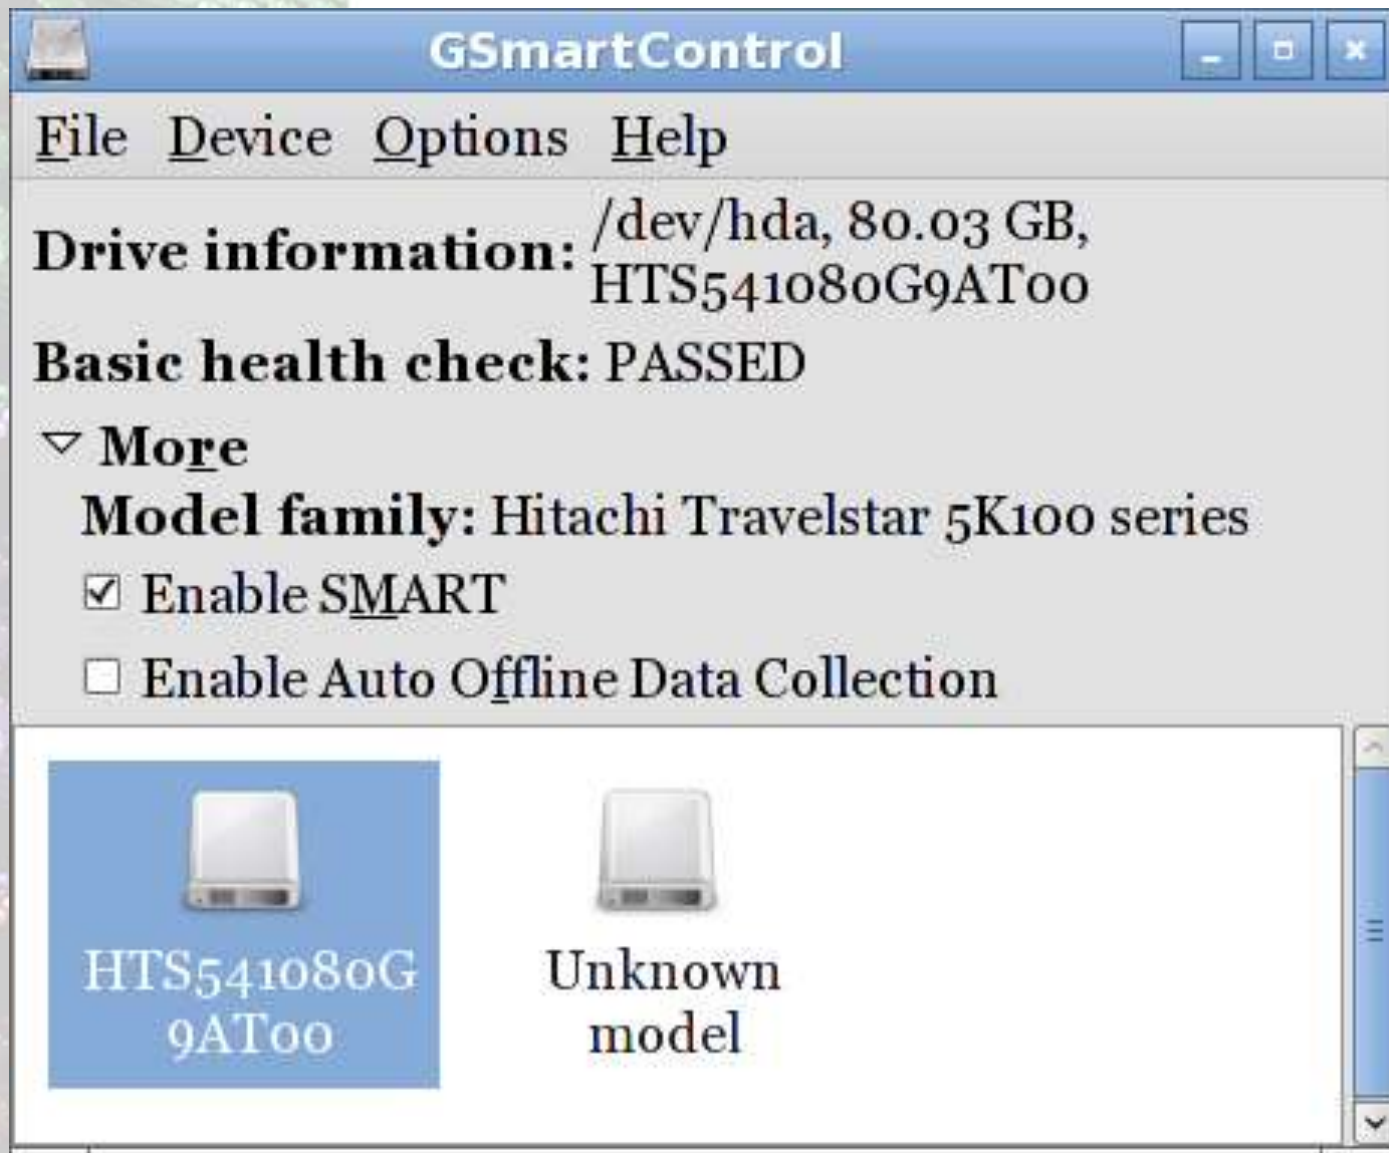 GSmartControl
File Device Options Help
Drive information: /dev/hda, 80.03 GB,
HTS541080G9AT00
Basic health check: PASSED
More
Model family: Hitachi Travelstar 5K100 series
Enable SMART
Enable Auto Offline Data Collection
HTS541080G
9AT00
Unknown
model